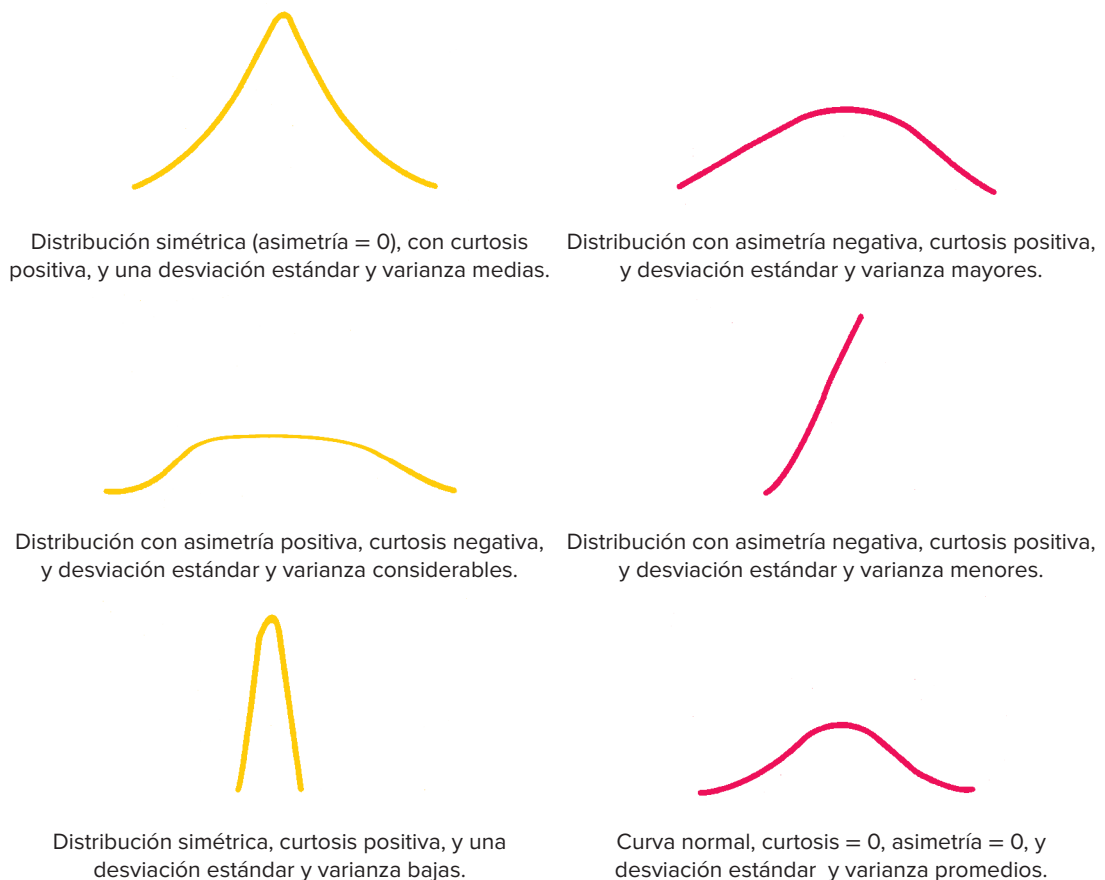 Distribución simétrica (asimetría = 0), con curtosis
positiva, y una desviación estándar y varianza medias.
Distribución con asimetría negativa, curtosis positiva,
y desviación estándar y varianza mayores.
Distribución con asimetría positiva, curtosis negativa,
y desviación estándar y varianza considerables.
Distribución con asimetría negativa, curtosis positiva,
y desviación estándar y varianza menores.
Distribución simétrica, curtosis positiva, y una
desviación estándar y varianza bajas.
Curva normal, curtosis = 0, asimetría = 0, y
desviación estándar y varianza promedios.